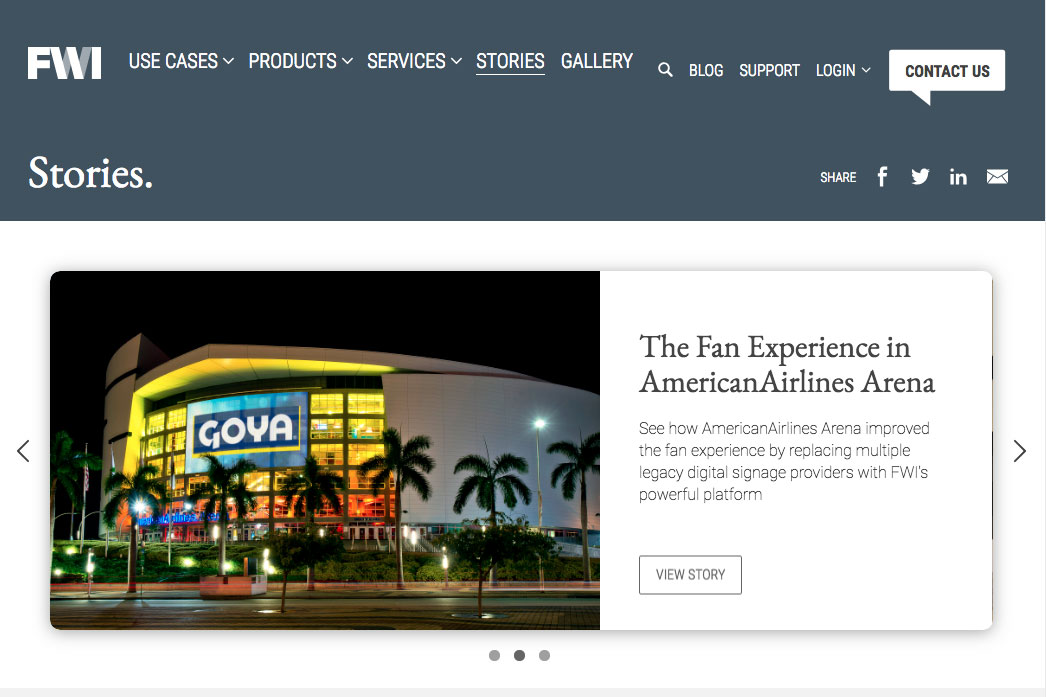 FWI
USE CASES PRODUCTS SERVICES STORIES GALLERY
BLOG SUPPORT LOGIN CONTACT US
Stories.
SHARE
GOYA
The Fan Experience in
AmericanAirlines Arena
See how AmericanAirlines Arena improved
the fan experience by replacing multiple
legacy digital signage providers with FWI's
powerful platform
VIEW STORY